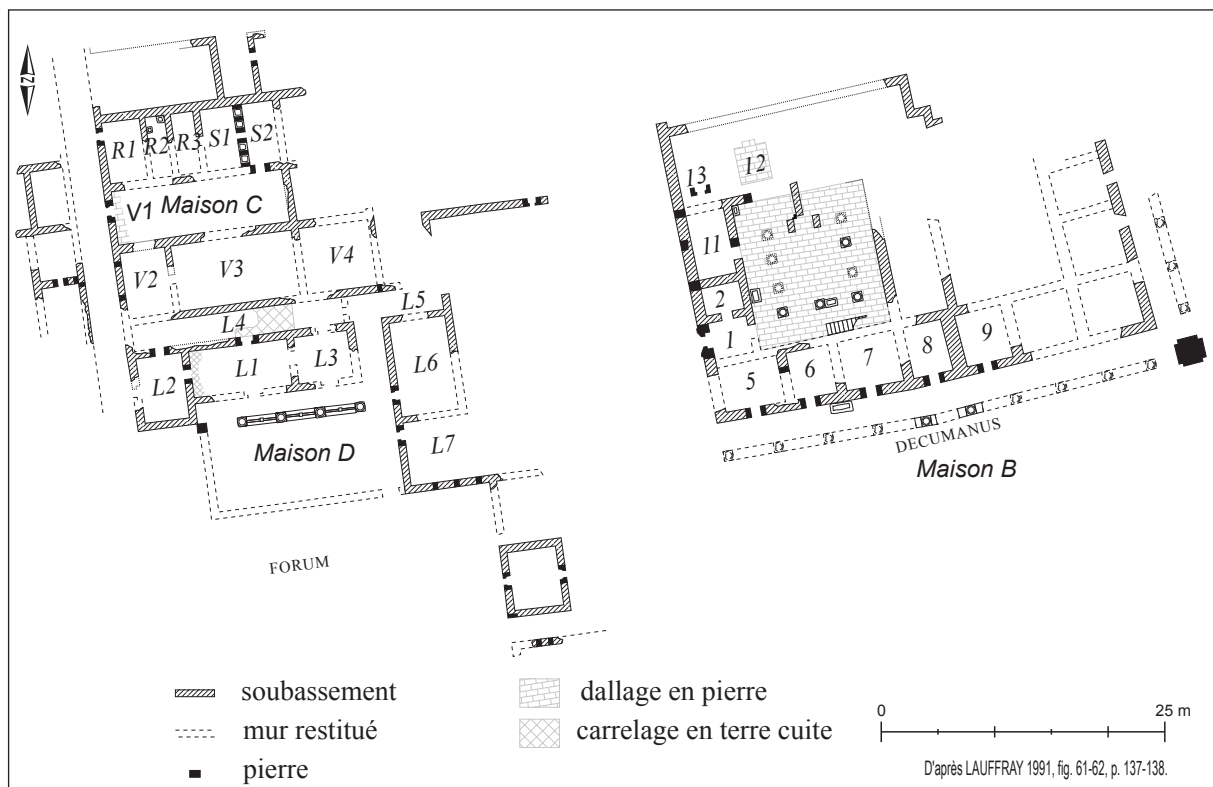 N
R1
R2
R3
S1
S2
V1
Maison C
V2
V3
V4
L4
L5
L1
L3
L2
L6
Maison D
L7
FORUM
12
13
11
2
1
5
6
7
8
9
DECUMANUS
Maison B
soubassement
mur restitué
pierre
dallage en pierre
carrelage en terre cuite
0
25 m
D'après LAUFFRAY 1991, fig. 61-62, p. 137-138.